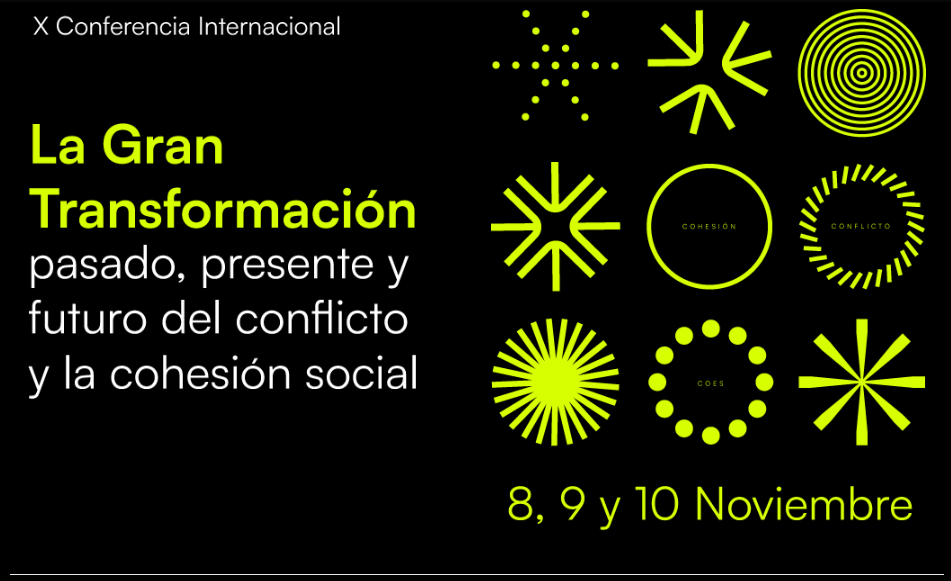 X Conferencia Internacional
La Gran
Transformación
pasado, presente y
futuro del conflicto
y la cohesión social
COHESIÓN
CONFLICTO
COES
8, 9 y 10 Noviembre